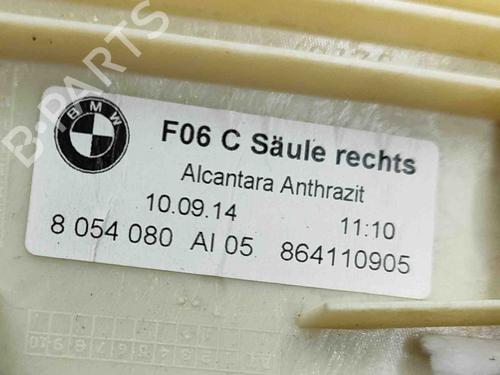 B-PARTS
BMW
F06 C Säule rechts
Alcantara Anthrazit
10.09.14 11:10
8 054 080 AI 05 864110905